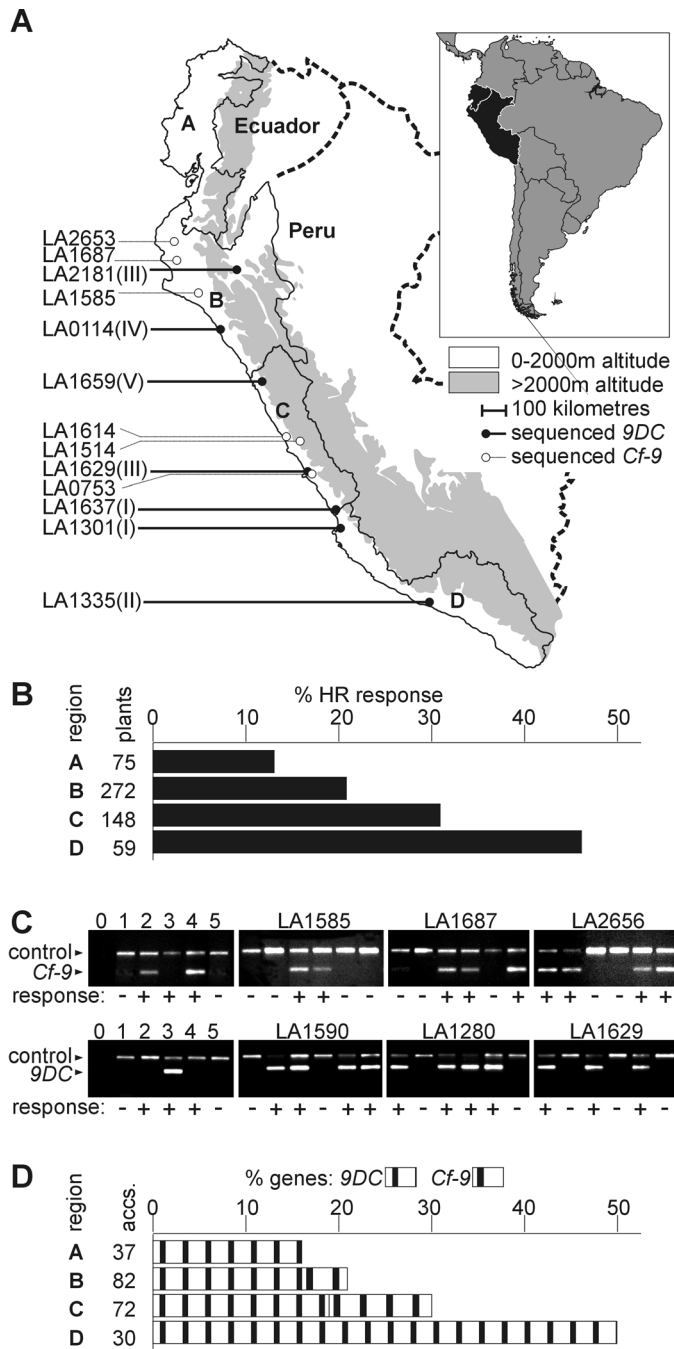 A
A
Ecuador
Peru
LA2653
LA1687
LA2181(III)
LA1585
B
LA0114(IV)
LA1659(V)
C
LA1614
LA1514
LA1629(III)
LA0753
LA1637(I)
LA1301(I)
LA1335(II)
D
0-2000m altitude
>2000m altitude
100 kilometres
sequenced 9DC
sequenced Cf-9
B
region
plants
% HR response
0 10 20 30 40 50
A 75
B 272
C 148
D 59
C
0 1 2 3 4 5 LA1585 LA1687 LA2656
control
Cf-9
response: - + + + - - - + + - - - - + + - + + + - - + +
0 1 2 3 4 5 LA1590 LA1280 LA1629
control
9DC
response: - + + + - - + + - + + + - + + + - + - + - + -
D
region
accs.
% genes: 9DC Cf-9
0 10 20 30 40 50
A 37
B 82
C 72
D 30